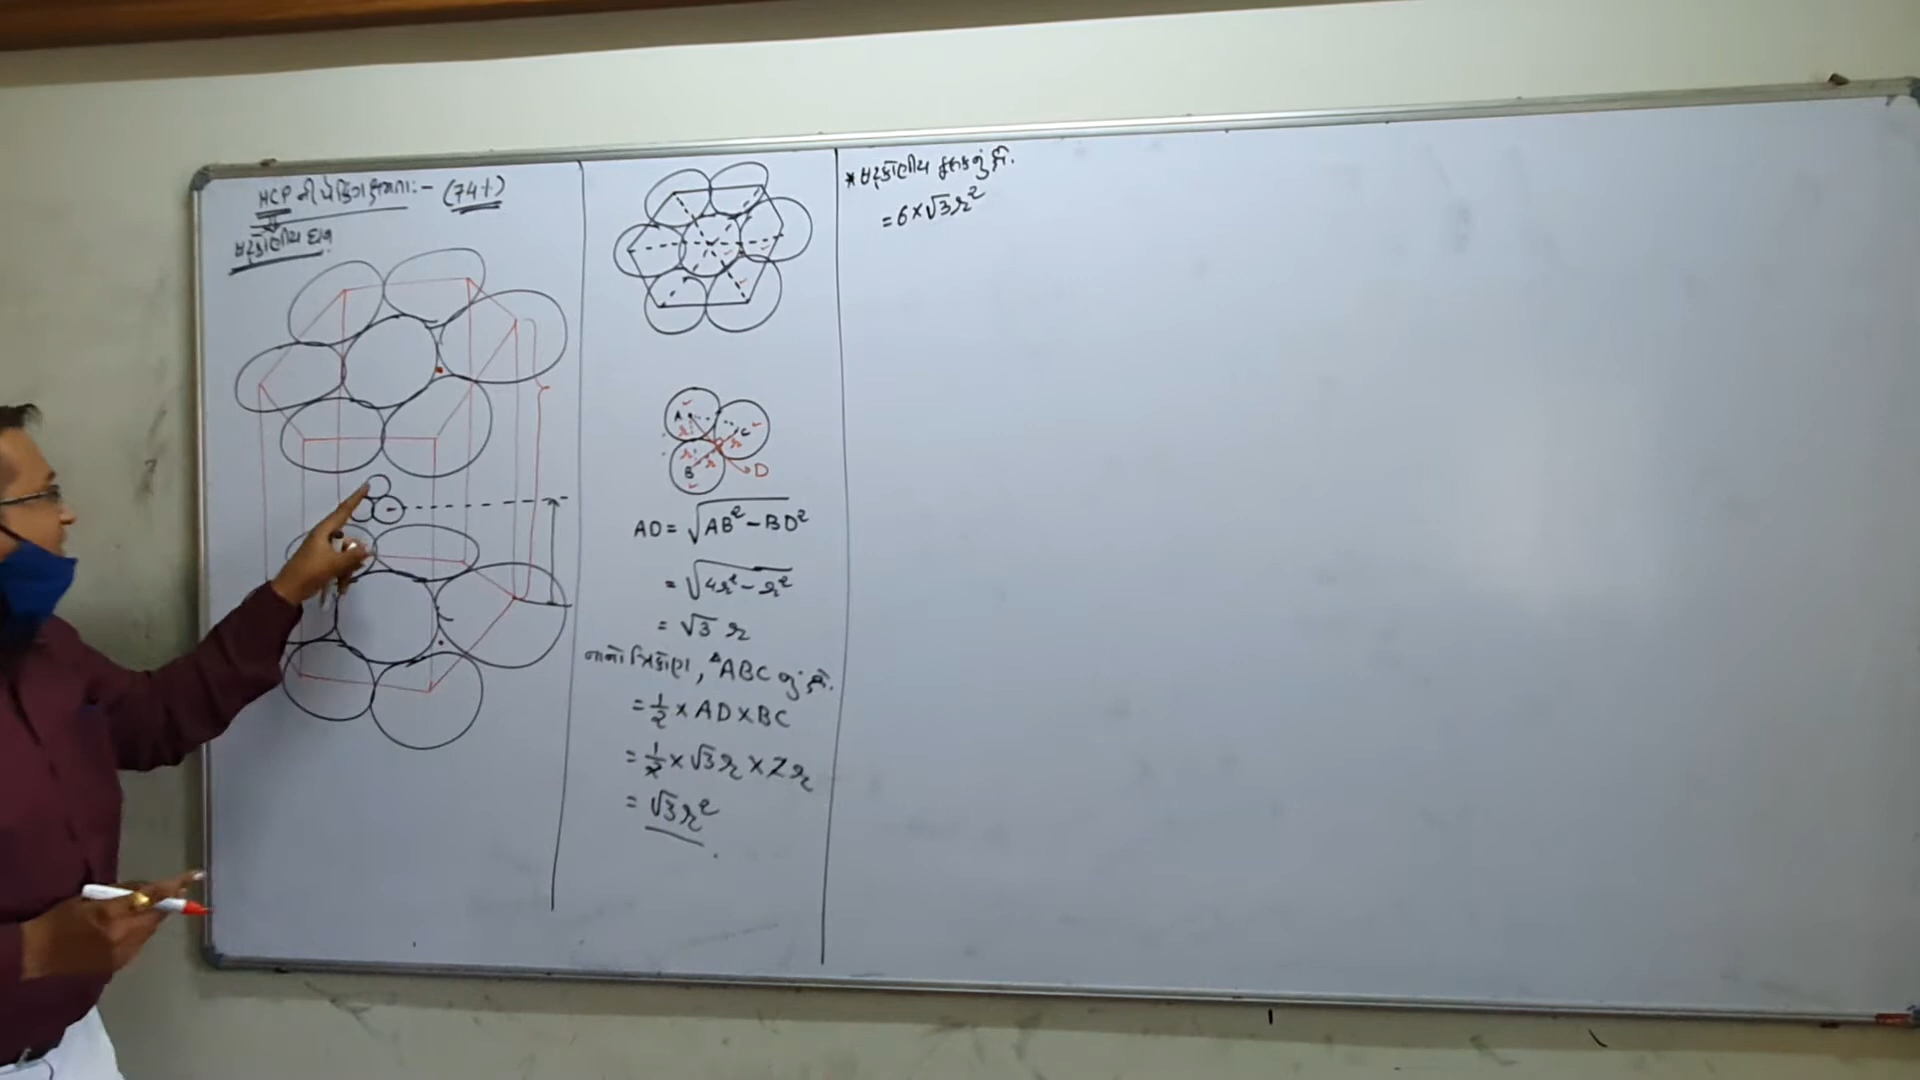 HCP ની પેકિંગક્ષમતા:- (74%)
ષટ્કોણીય ઘન
A
C
B
r
r
r
r
D
AD = √AB² - BD²
= √4r² - r²
= √3 r
નાનો ત્રિકોણ, △ABC નું ક્ષે.
= 1/2 × AD × BC
= 1/2 × √3 r × 2r
= √3 r²
* ષટ્કોણીય ફલકનું ક્ષે.
= 6 × √3 r²